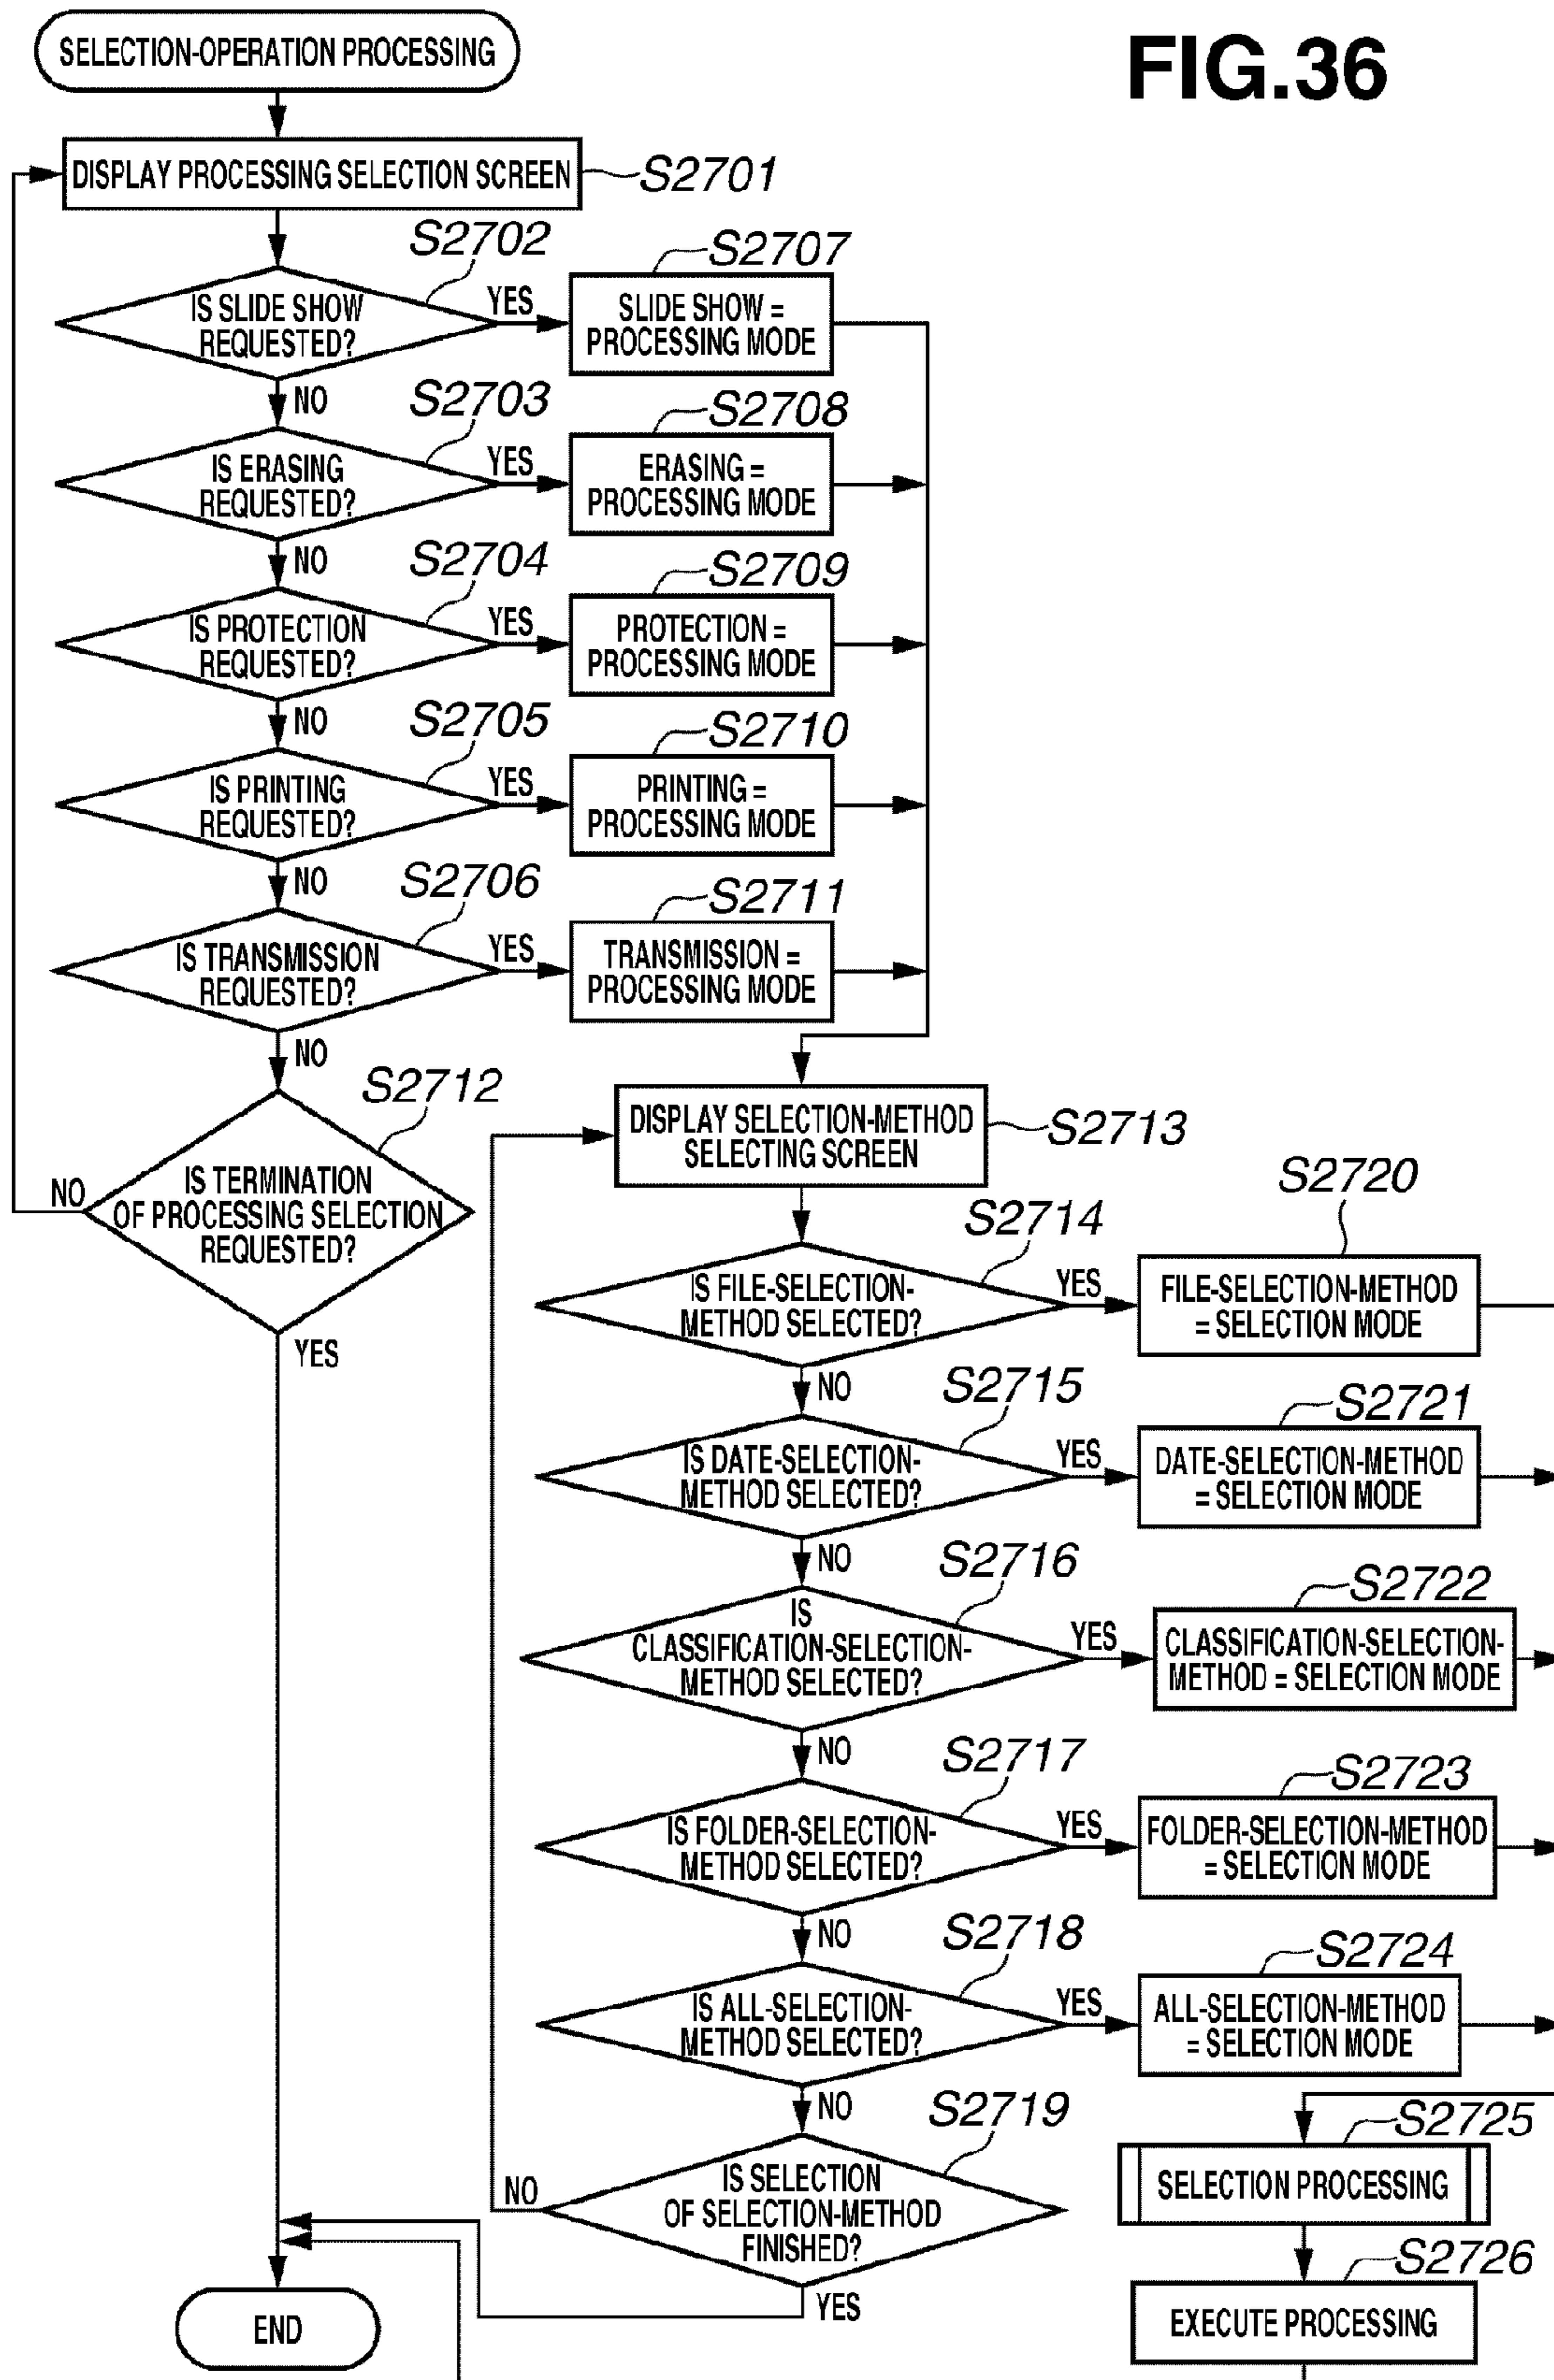 FIG.36
SELECTION-OPERATION PROCESSING
DISPLAY PROCESSING SELECTION SCREEN
S2701
S2702
IS SLIDE SHOW
REQUESTED?
YES
NO
S2707
SLIDE SHOW =
PROCESSING MODE
S2703
IS ERASING
REQUESTED?
YES
NO
S2708
ERASING =
PROCESSING MODE
S2704
IS PROTECTION
REQUESTED?
YES
NO
S2709
PROTECTION =
PROCESSING MODE
S2705
IS PRINTING
REQUESTED?
YES
NO
S2710
PRINTING =
PROCESSING MODE
S2706
IS TRANSMISSION
REQUESTED?
YES
NO
S2711
TRANSMISSION =
PROCESSING MODE
S2712
IS TERMINATION
OF PROCESSING SELECTION
REQUESTED?
NO
YES
DISPLAY SELECTION-METHOD
SELECTING SCREEN
S2713
S2714
IS FILE-SELECTION-
METHOD SELECTED?
YES
NO
S2720
FILE-SELECTION-METHOD
= SELECTION MODE
S2715
IS DATE-SELECTION-
METHOD SELECTED?
YES
NO
S2721
DATE-SELECTION-METHOD
= SELECTION MODE
S2716
IS
CLASSIFICATION-SELECTION-
METHOD SELECTED?
YES
NO
S2722
CLASSIFICATION-SELECTION-
METHOD = SELECTION MODE
S2717
IS FOLDER-SELECTION-
METHOD SELECTED?
YES
NO
S2723
FOLDER-SELECTION-METHOD
= SELECTION MODE
S2718
IS ALL-SELECTION-
METHOD SELECTED?
YES
NO
S2724
ALL-SELECTION-METHOD
= SELECTION MODE
S2719
IS SELECTION
OF SELECTION-METHOD
FINISHED?
NO
YES
S2725
SELECTION PROCESSING
S2726
EXECUTE PROCESSING
END